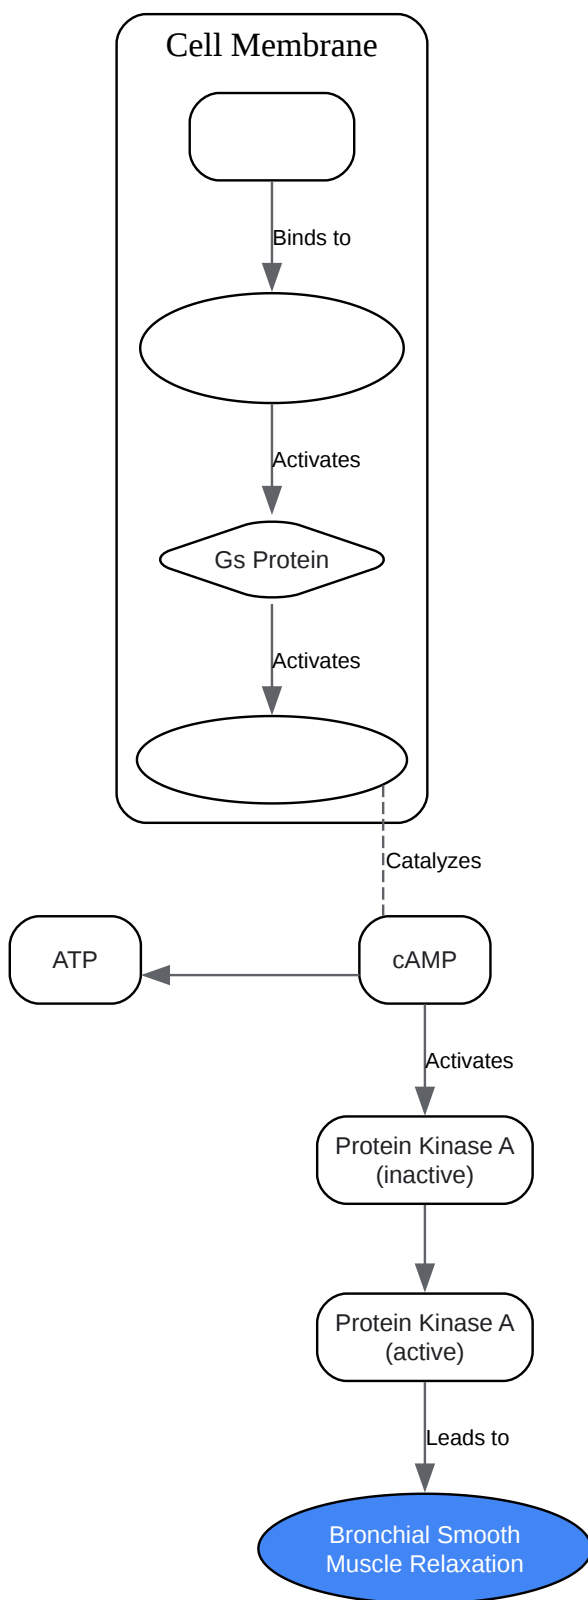 Cell Membrane
Binds to
Activates
Gs Protein
Activates
Catalyzes
ATP
cAMP
Activates
Protein Kinase A
(inactive)
Protein Kinase A
(active)
Leads to
Bronchial Smooth
Muscle Relaxation